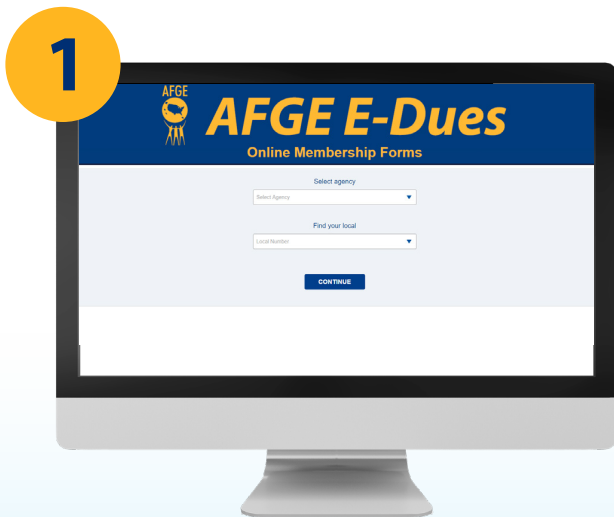 1
AFGE
AFGE E-Dues
Online Membership Forms
Select agency
Select Agency
Find your local
Local Number
CONTINUE